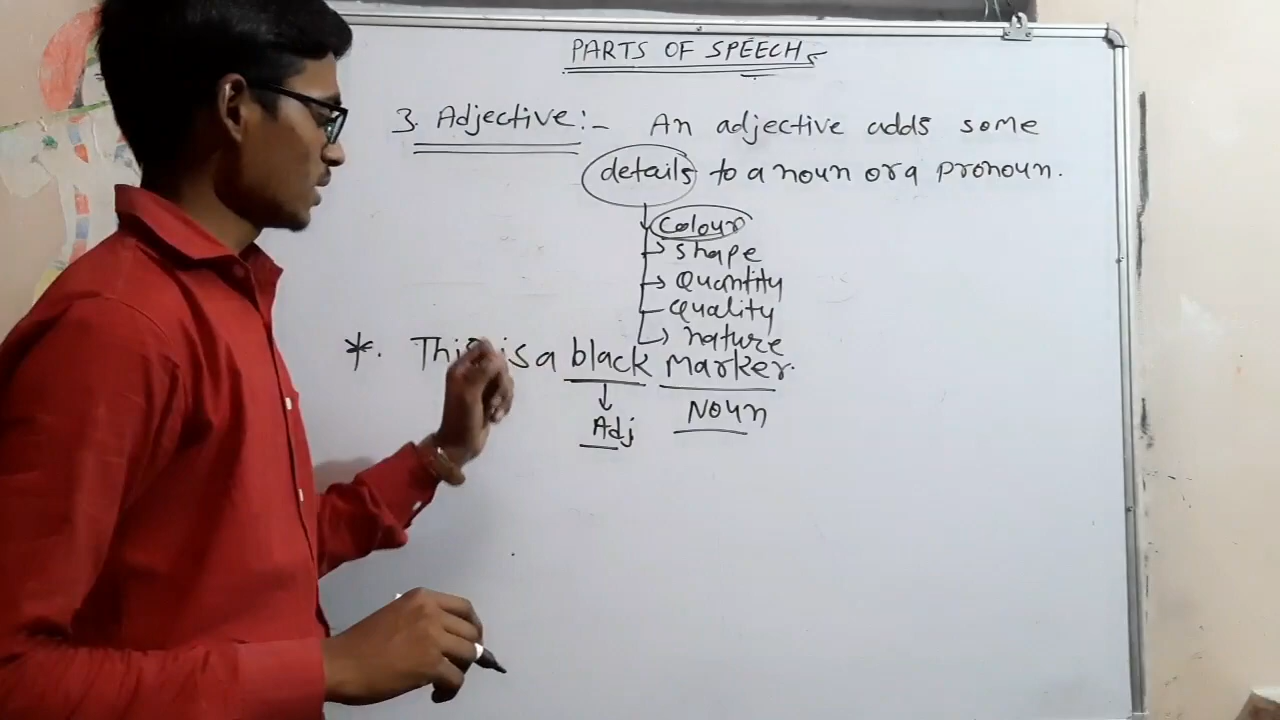 PARTS OF SPEECH
3. Adjective:- An adjective adds some
details to a noun or a pronoun.
Colour
shape
Quantity
Quality
nature
*. This is a black Marker.
Adj
Noun